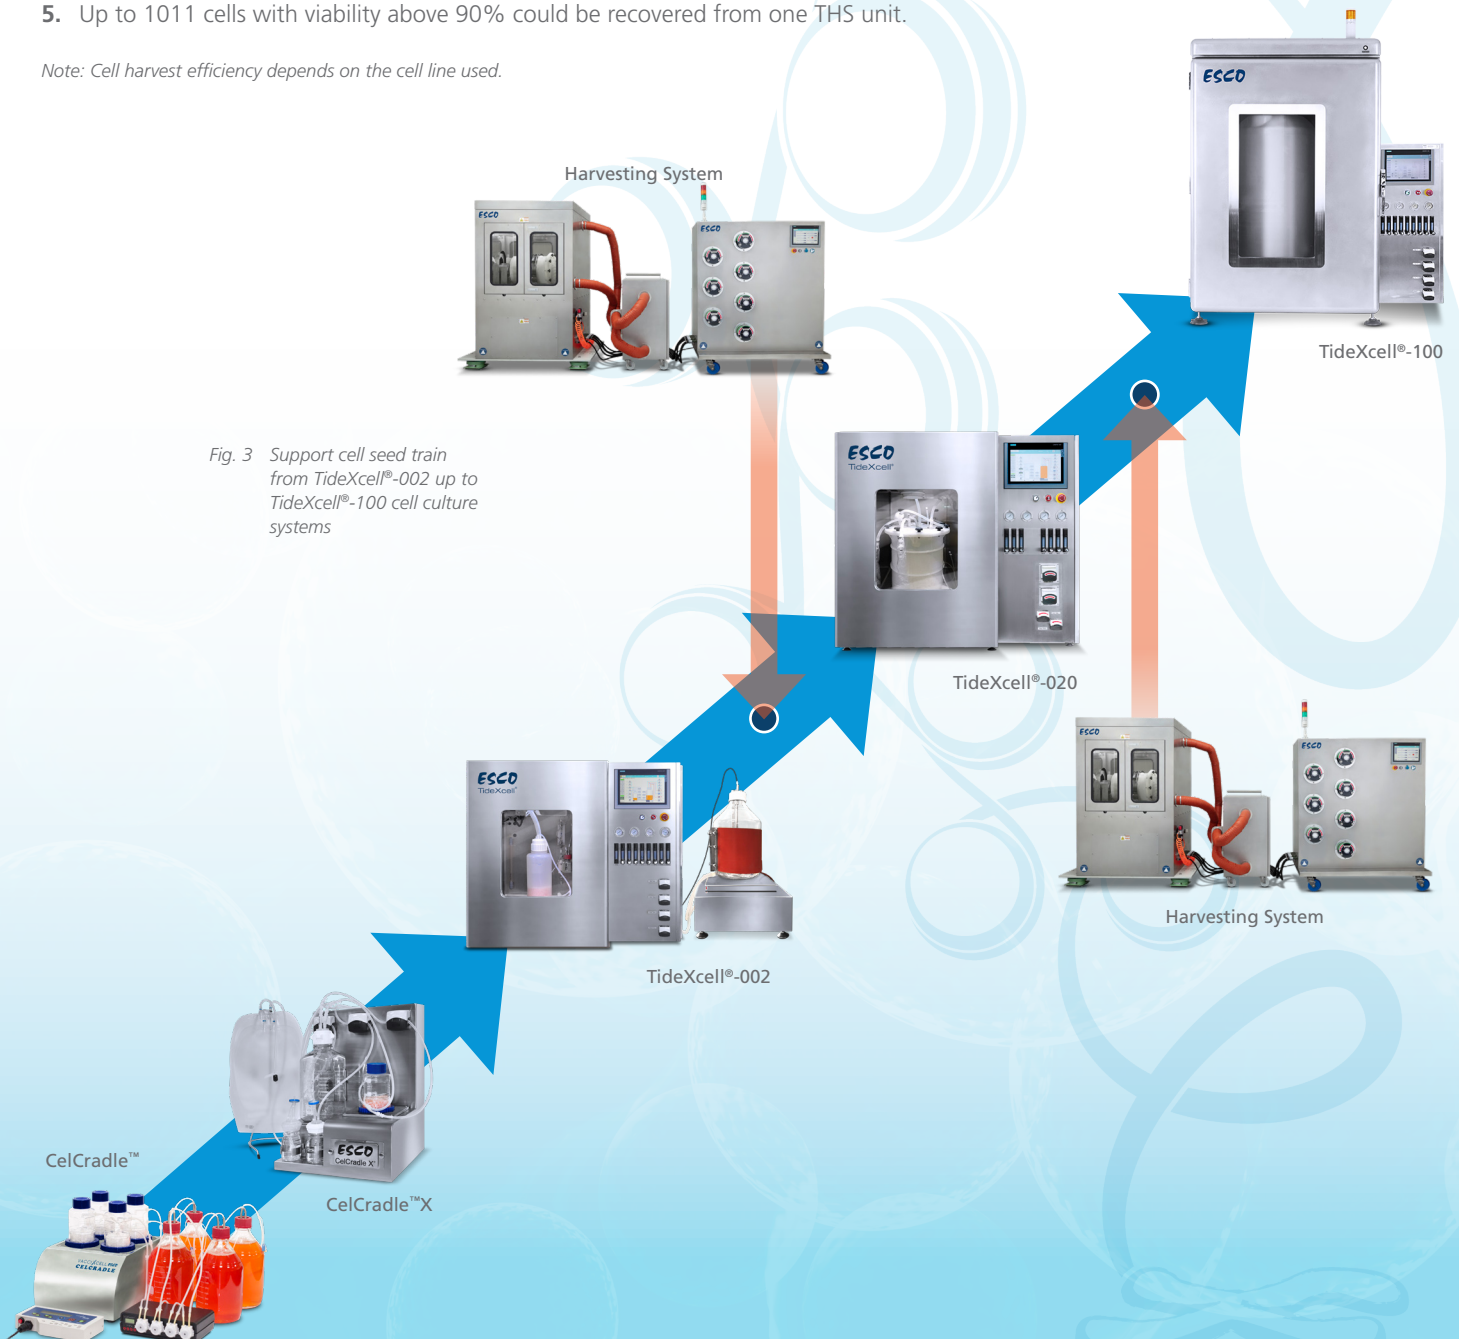 5. Up to 1011 cells with viability above 90% could be recovered from one THS unit.
Note: Cell harvest efficiency depends on the cell line used.
ESCO
Harvesting System
ESCO
ESCO
TideXcell®-100
Fig. 3 Support cell seed train
from TideXcell®-002 up to
TideXcell®-100 cell culture
systems
ESCO
TideXcell®
TideXcell®-020
ESCO
ESCO
ESCO
TideXcell®
Harvesting System
TideXcell®-002
ESCO
CelCradle X
CelCradle™
CelCradle™X
CELCRADLE